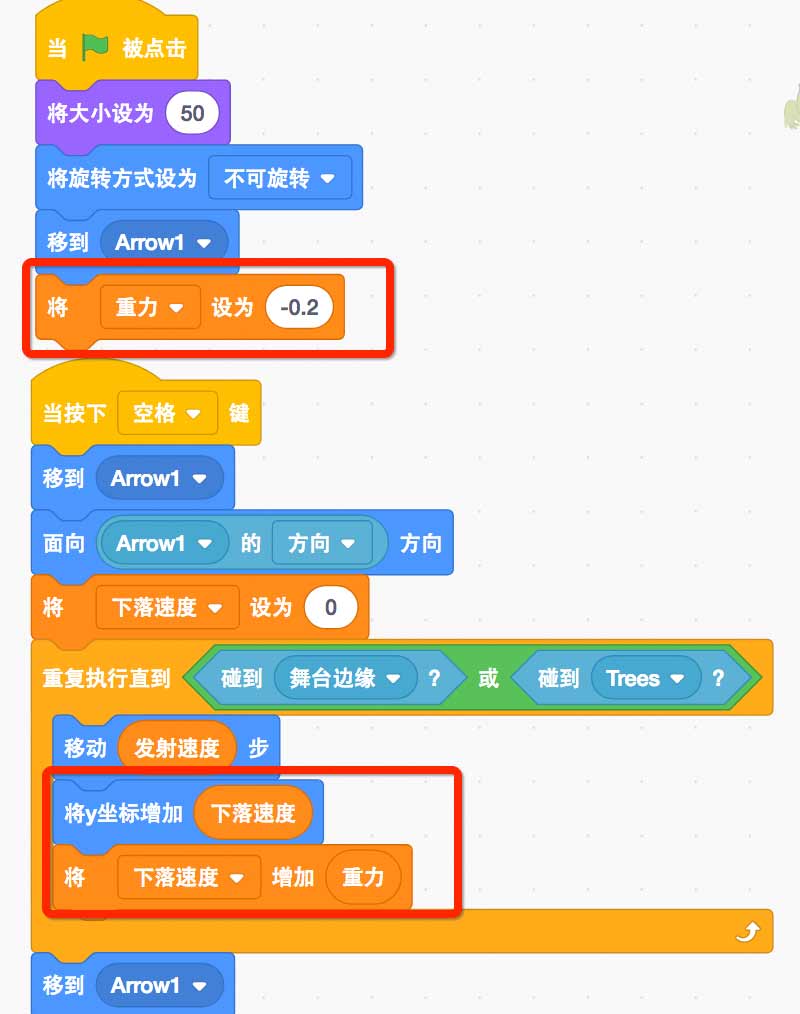 当 被点击
将大小设为 50
将旋转方式设为 不可旋转
移到 Arrow1
将 重力 设为 -0.2
当按下 空格 键
移到 Arrow1
面向 Arrow1 的 方向 方向
将 下落速度 设为 0
重复执行直到 碰到 舞台边缘 ? 或 碰到 Trees ?
移动 发射速度 步
将y坐标增加 下落速度
将 下落速度 增加 重力
移到 Arrow1